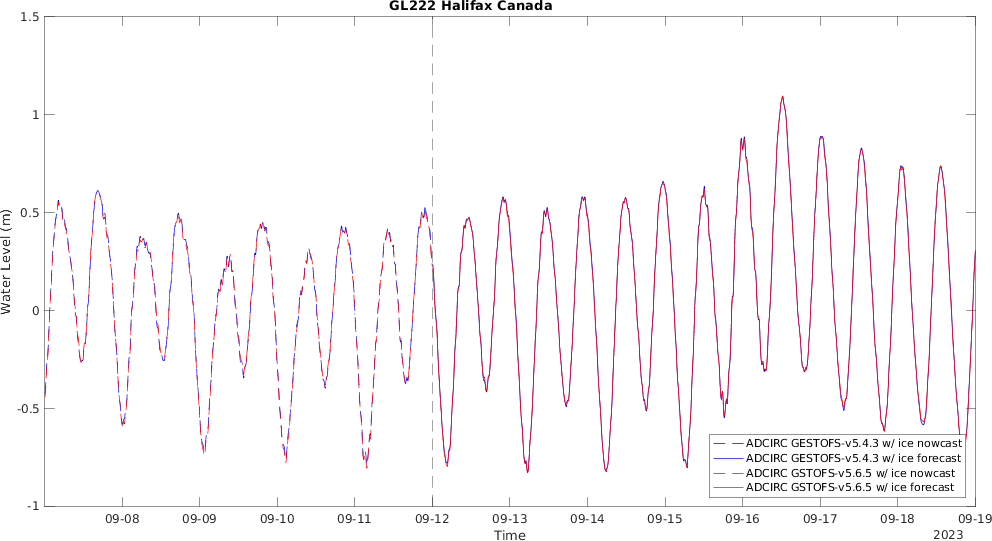 GL222 Halifax Canada
1.5
1
0.5
0
-0.5
-1
Water Level (m)
09-08 09-09 09-10 09-11 09-12 09-13 09-14 09-15 09-16 09-17 09-18 09-19
Time
2023
ADCIRC GESTOFS-v5.4.3 w/ ice nowcast
ADCIRC GESTOFS-v5.4.3 w/ ice forecast
ADCIRC GSTOFS-v5.6.5 w/ ice nowcast
ADCIRC GSTOFS-v5.6.5 w/ ice forecast